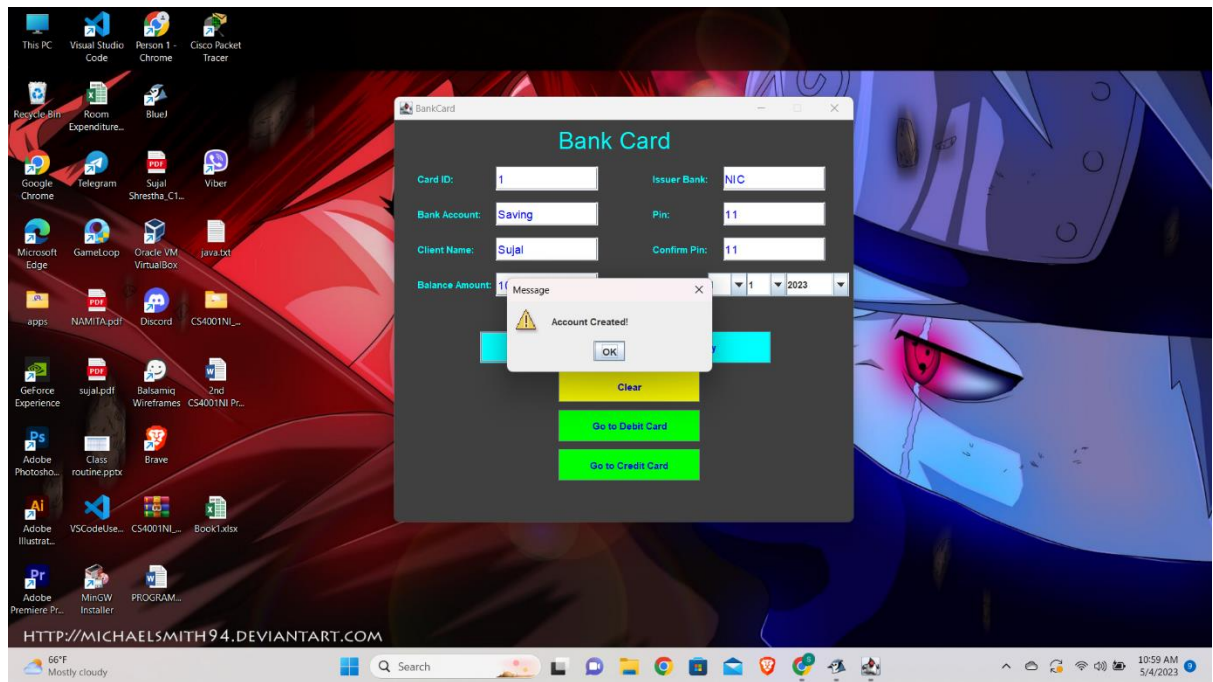 This PC
Visual Studio Code
Person 1 - Chrome
Cisco Packet Tracer
Recycle Bin
Room Expenditure...
BlueJ
Google Chrome
Telegram
Sujal Shrestha_C1...
Viber
Microsoft Edge
GameLoop
Oracle VM VirtualBox
java.txt
apps
NAMITA.pdf
Discord
CS4001NI_...
GeForce Experience
sujal.pdf
Balsamiq Wireframes
2nd CS4001NI Pr...
Adobe Photosho...
Class routine.pptx
Brave
Adobe Illustrat...
VSCodeUse...
CS4001NI_...
Book1.xlsx
Adobe Premiere Pr...
MinGW Installer
PROGRAM...
HTTP://MICHAELSMITH94.DEVIANTART.COM
BankCard
Bank Card
Card ID: 1 Issuer Bank: NIC
Bank Account: Saving Pin: 11
Client Name: Sujal Confirm Pin: 11
Balance Amount: 1 2023
Message
Account Created!
OK
Clear
Go to Debit Card
Go to Credit Card
66°F
Mostly cloudy
Search
10:59 AM
5/4/2023
9